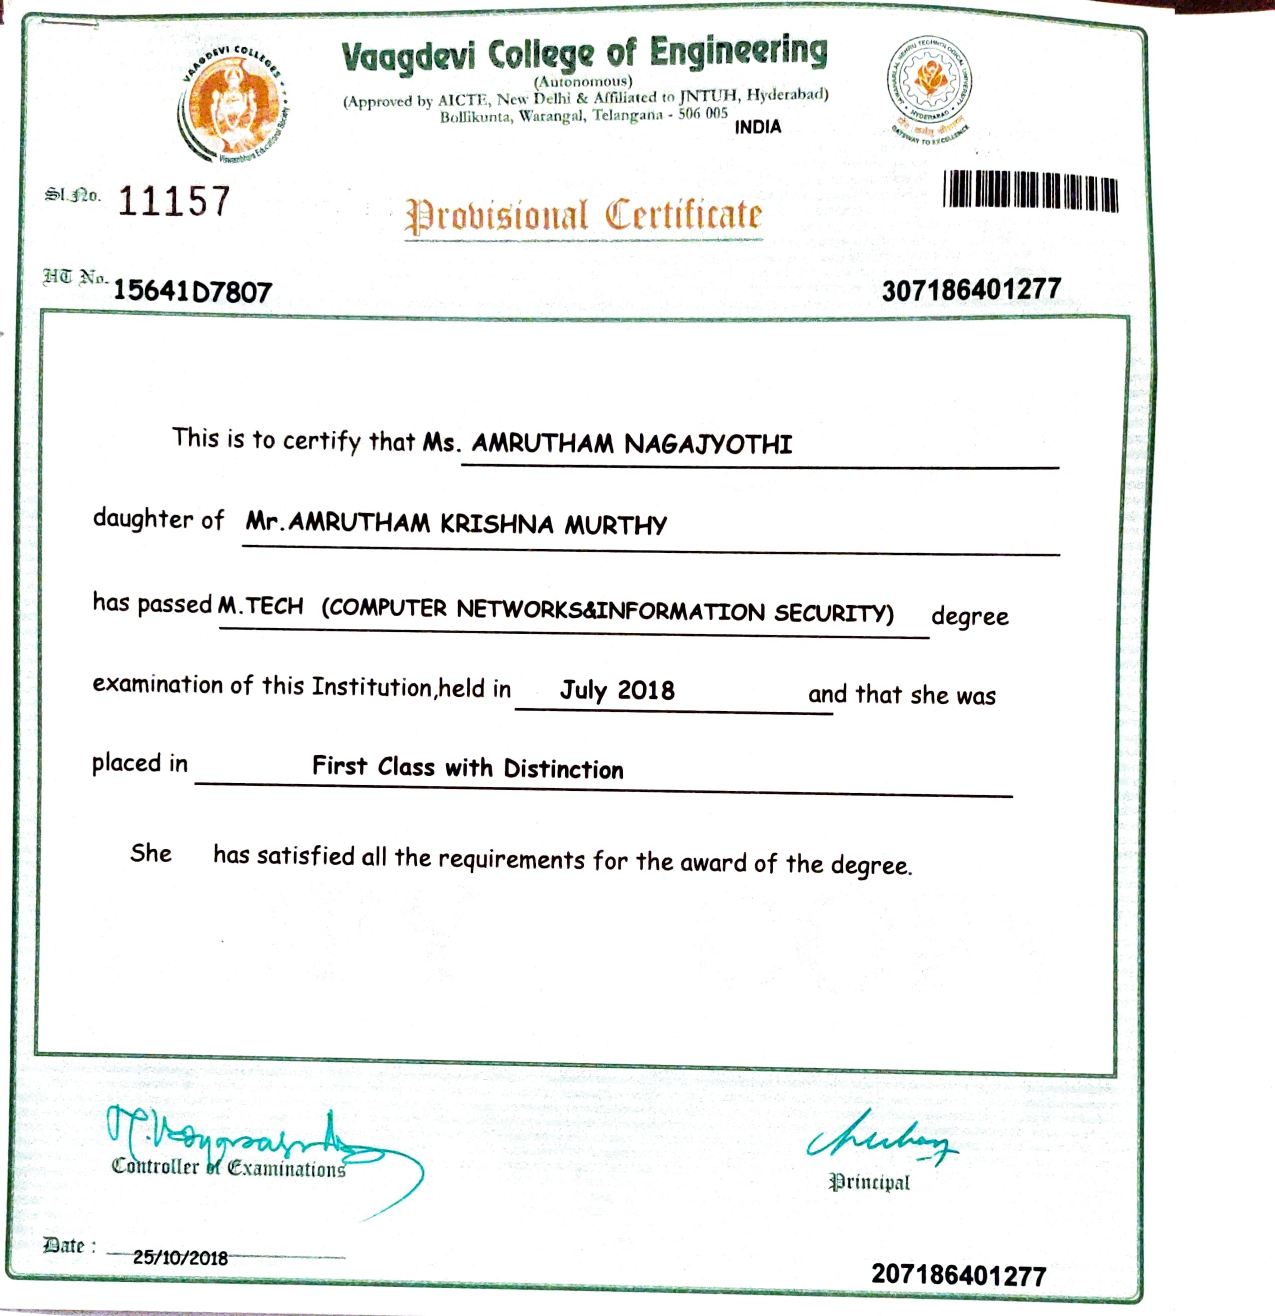 VAAGDEVI COLLEGES
Viswambhara Educational Society
Vaagdevi College of Engineering
(Autonomous)
(Approved by AICTE, New Delhi & Affiliated to JNTUH, Hyderabad)
Bollikunta, Warangal, Telangana - 506 005
INDIA
JAWAHARLAL NEHRU TECHNOLOGICAL UNIVERSITY
HYDERABAD
GATEWAY TO EXCELLENCE
Sl.No. 11157
Provisional Certificate
HT No. 15641D7807
307186401277
This is to certify that Ms. AMRUTHAM NAGAJYOTHI
daughter of Mr.AMRUTHAM KRISHNA MURTHY
has passed M.TECH (COMPUTER NETWORKS&INFORMATION SECURITY) degree
examination of this Institution,held in July 2018 and that she was
placed in First Class with Distinction
She has satisfied all the requirements for the award of the degree.
Controller of Examinations
Principal
Date : 25/10/2018
207186401277